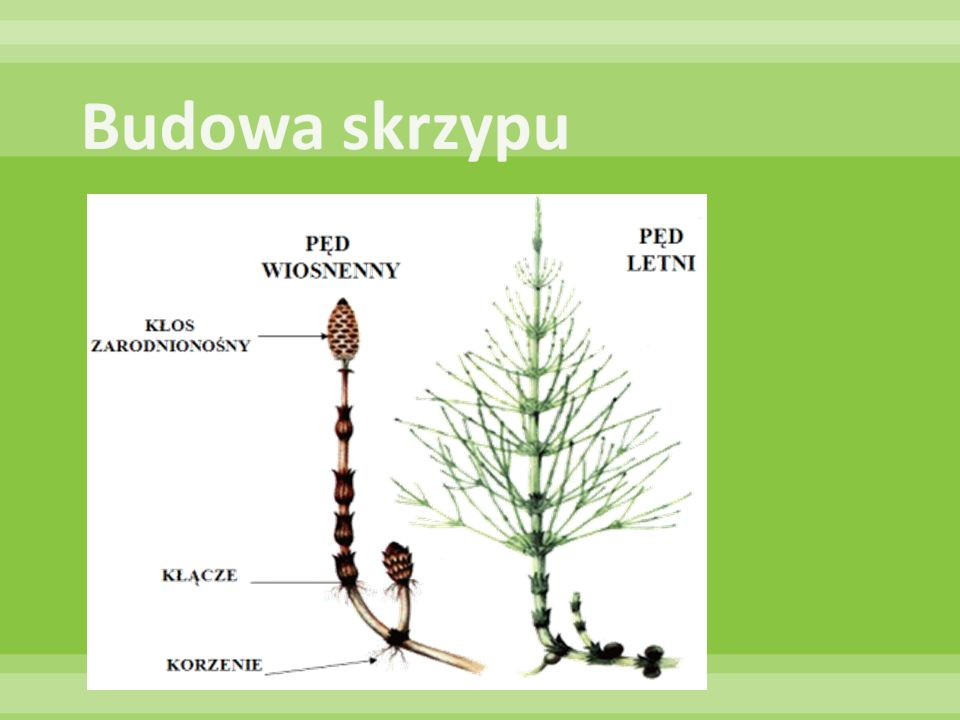 Budowa skrzypu
PĘD
WIOSNENNY
PĘD
LETNI
KŁOS
ZARODNIONOŚNY
KŁĄCZE
KORZENIE